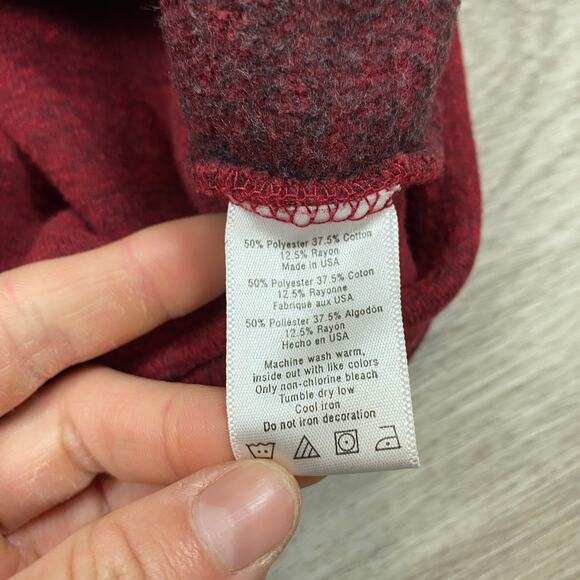 50% Polyester 37.5% Cotton
12.5% Rayon
Made in USA
50% Polyester 37.5% Coton
12.5% Rayonne
Fabriqué aux USA
50% Poliéster 37.5% Algodón
12.5% Rayón
Hecho en USA
Machine wash warm,
inside out with like colors
Only non-chlorine bleach
Tumble dry low
Cool iron
Do not iron decoration